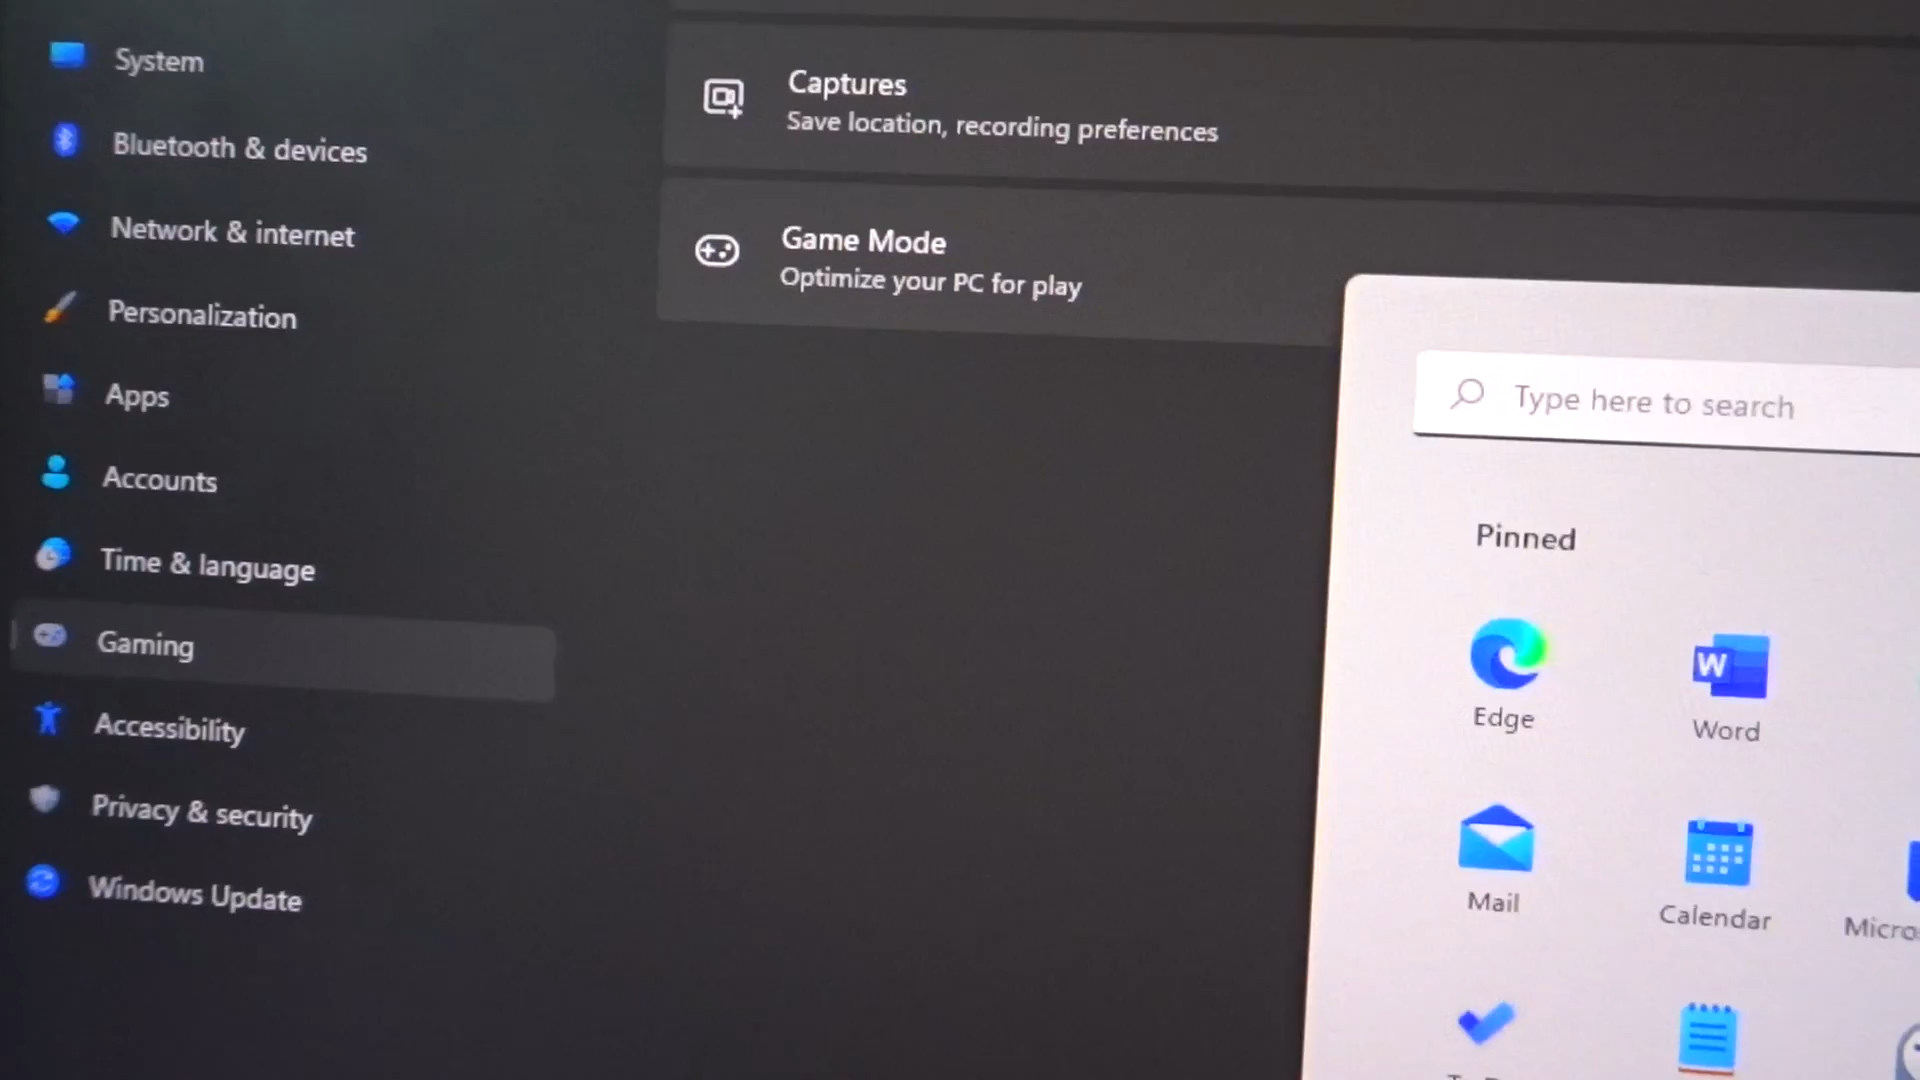 System
Bluetooth & devices
Network & internet
Personalization
Apps
Accounts
Time & language
Gaming
Accessibility
Privacy & security
Windows Update
Captures
Save location, recording preferences
Game Mode
Optimize your PC for play
Type here to search
Pinned
Edge
Word
Mail
Calendar